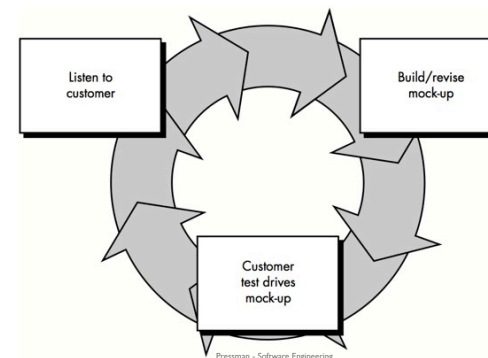 Listen to
customer
Build/revise
mock-up
Customer
test drives
mock-up
Pressman - Software Engineering